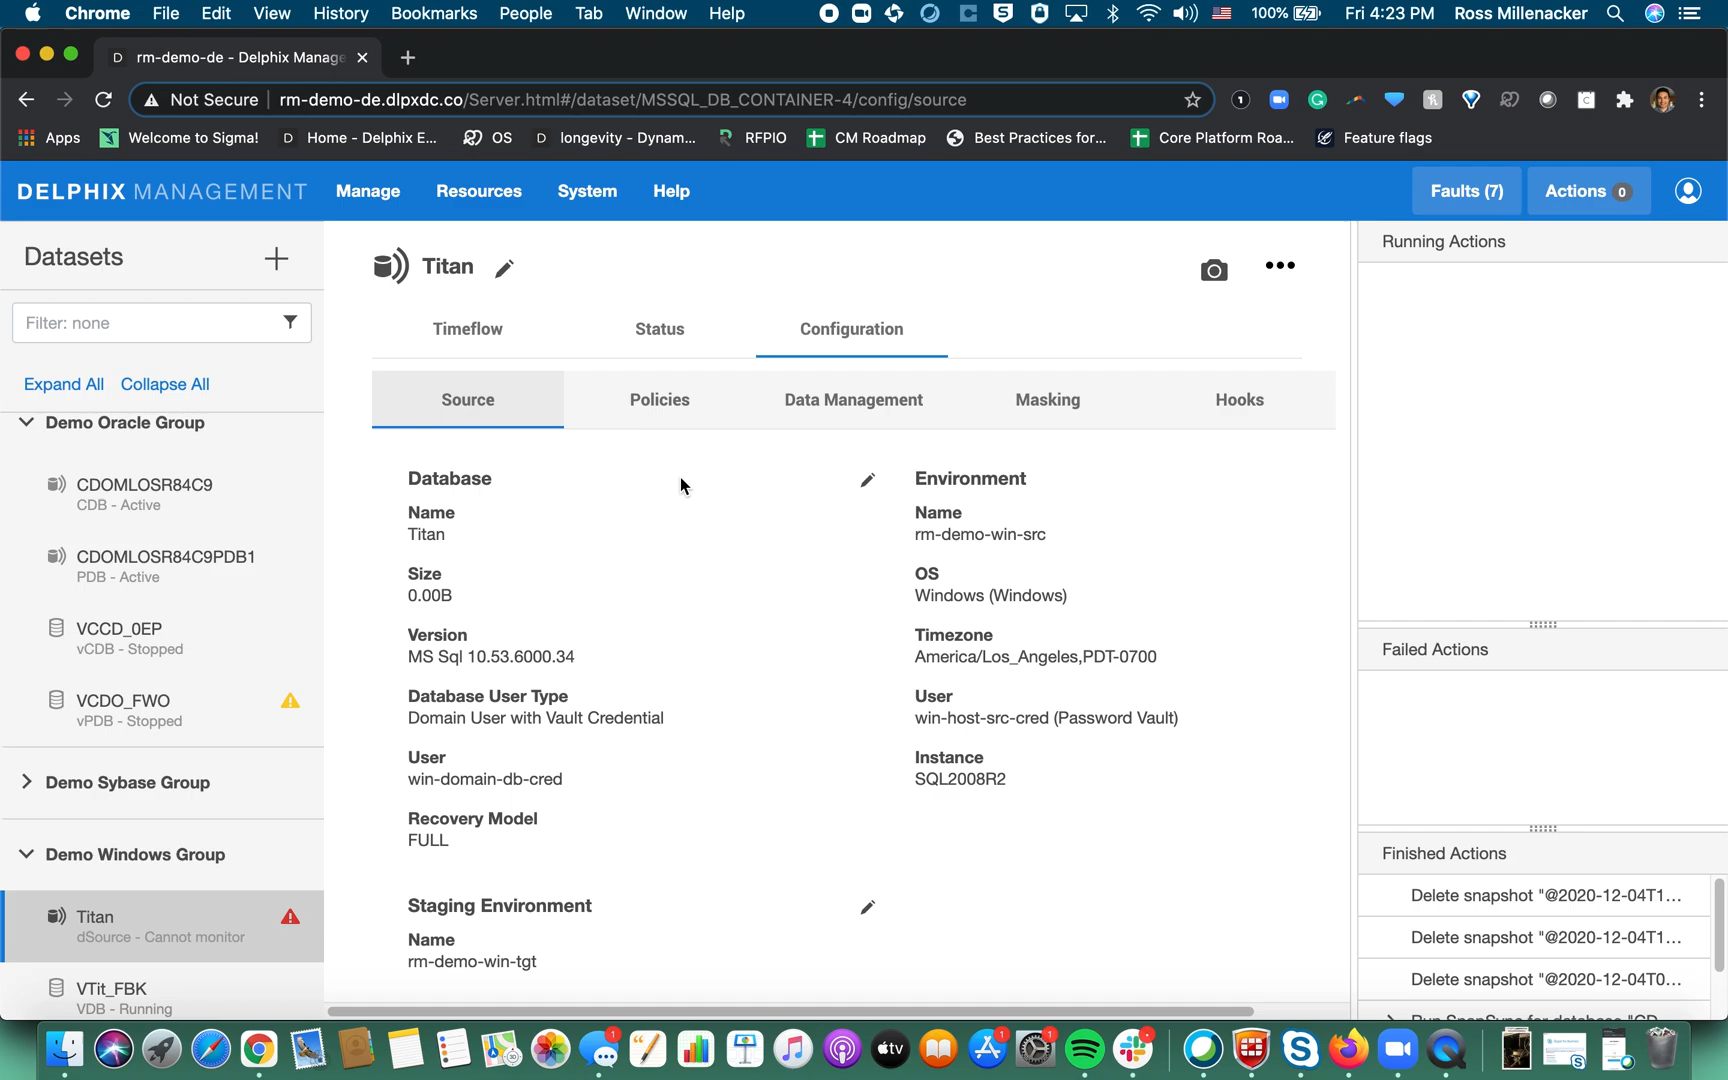 Chrome File Edit View History Bookmarks People Tab Window Help 100% Fri 4:23 PM Ross Millenacker
D rm-demo-de - Delphix Manage
Not Secure rm-demo-de.dlpxdc.co/Server.html#/dataset/MSSQL_DB_CONTAINER-4/config/source
Apps Welcome to Sigma! D Home - Delphix E... OS D longevity - Dynam... RFPIO CM Roadmap Best Practices for... Core Platform Roa... Feature flags
DELPHIX MANAGEMENT Manage Resources System Help Faults (7) Actions 0
Datasets
Filter: none
Expand All Collapse All
Demo Oracle Group
CDOMLOSR84C9
CDB - Active
CDOMLOSR84C9PDB1
PDB - Active
VCCD_0EP
vCDB - Stopped
VCDO_FWO
vPDB - Stopped
Demo Sybase Group
Demo Windows Group
Titan
dSource - Cannot monitor
VTit_FBK
VDB - Running
Titan
Timeflow Status Configuration
Source Policies Data Management Masking Hooks
Database
Name
Titan
Size
0.00B
Version
MS Sql 10.53.6000.34
Database User Type
Domain User with Vault Credential
User
win-domain-db-cred
Recovery Model
FULL
Staging Environment
Name
rm-demo-win-tgt
Environment
Name
rm-demo-win-src
OS
Windows (Windows)
Timezone
America/Los_Angeles,PDT-0700
User
win-host-src-cred (Password Vault)
Instance
SQL2008R2
Running Actions
Failed Actions
Finished Actions
Delete snapshot "@2020-12-04T1...
Delete snapshot "@2020-12-04T1...
Delete snapshot "@2020-12-04T0...